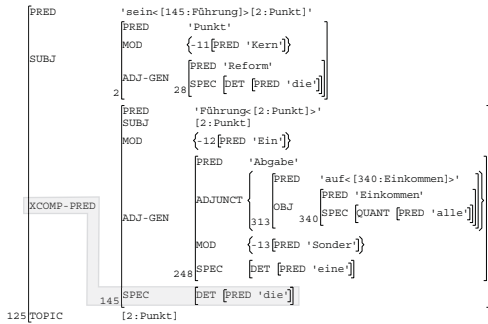 PRED 'sein<[145:Führung]>[2:Punkt]'
PRED 'Punkt'
MOD {-11[PRED 'Kern']}
SUBJ
PRED 'Reform'
ADJ-GEN
2 28 SPEC [DET [PRED 'die']]
PRED 'Führung<[2:Punkt]>'
SUBJ [2:Punkt]
MOD {-12[PRED 'Ein']}
PRED 'Abgabe'
PRED 'auf<[340:Einkommen]>'
ADJUNCT PRED 'Einkommen'
XCOMP-PRED OBJ
ADJ-GEN 313 340 SPEC [QUANT [PRED 'alle']]
MOD {-13[PRED 'Sonder']}
248 SPEC [DET [PRED 'eine']]
145 SPEC [DET [PRED 'die']]
125 TOPIC [2:Punkt]